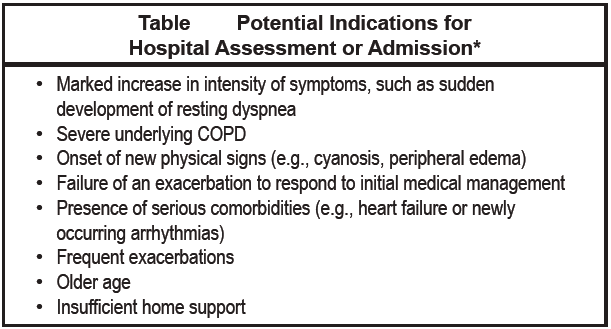 Table Potential Indications for
Hospital Assessment or Admission*
• Marked increase in intensity of symptoms, such as sudden
development of resting dyspnea
• Severe underlying COPD
• Onset of new physical signs (e.g., cyanosis, peripheral edema)
• Failure of an exacerbation to respond to initial medical management
• Presence of serious comorbidities (e.g., heart failure or newly
occurring arrhythmias)
• Frequent exacerbations
• Older age
• Insufficient home support